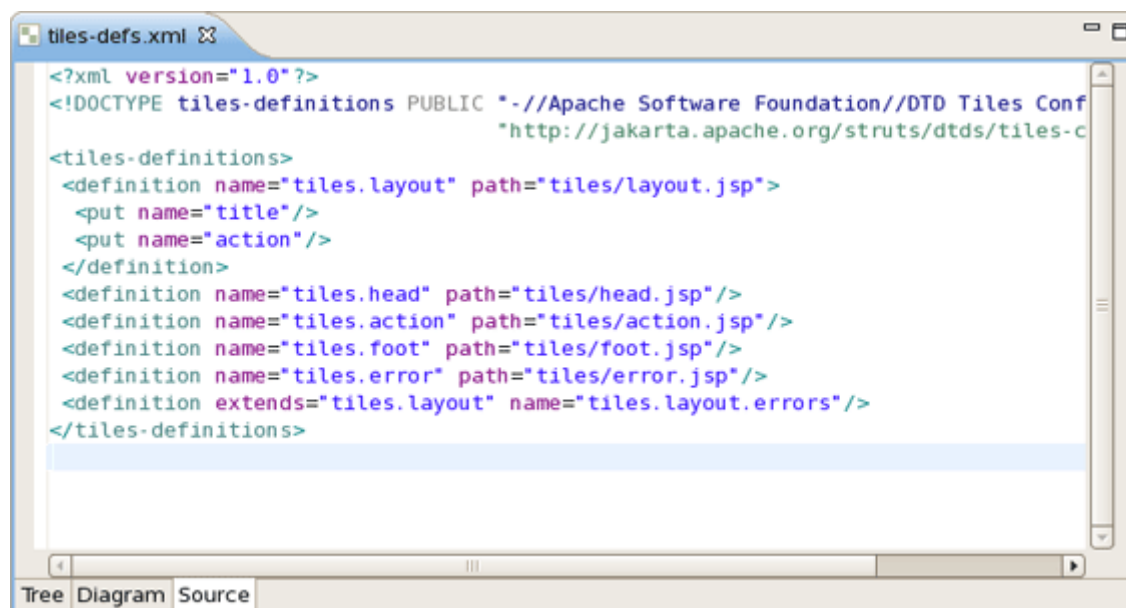 tiles-defs.xml
<?xml version="1.0"?>
<!DOCTYPE tiles-definitions PUBLIC "-//Apache Software Foundation//DTD Tiles Conf
"http://jakarta.apache.org/struts/dtds/tiles-c
<tiles-definitions>
<definition name="tiles.layout" path="tiles/layout.jsp">
<put name="title"/>
<put name="action"/>
</definition>
<definition name="tiles.head" path="tiles/head.jsp"/>
<definition name="tiles.action" path="tiles/action.jsp"/>
<definition name="tiles.foot" path="tiles/foot.jsp"/>
<definition name="tiles.error" path="tiles/error.jsp"/>
<definition extends="tiles.layout" name="tiles.layout.errors"/>
</tiles-definitions>
Tree Diagram Source